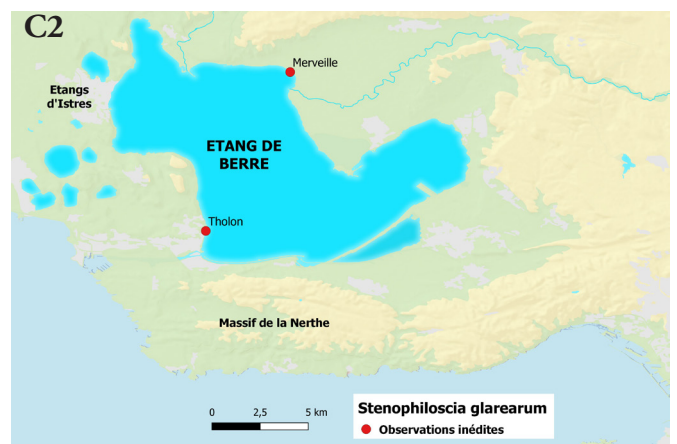 C2
Merveille
Etangs
d'Istres
ETANG DE
BERRE
Tholon
Massif de la Nerthe
0 2,5 5 km
Stenophiloscia glarearum
Observations inédites